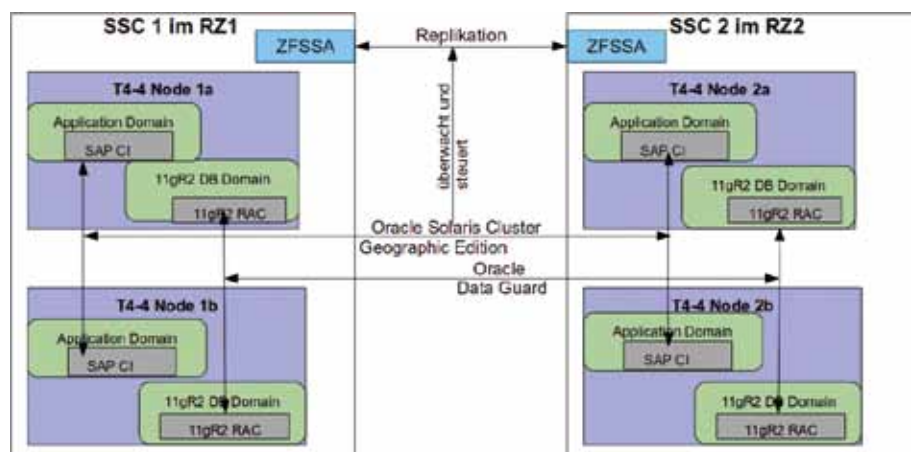 SSC 1 im RZ1
ZFSSA
Replikation
ZFSSA
SSC 2 im RZ2
T4-4 Node 1a
Application Domain
SAP CI
11gR2 DB Domain
11gR2 RAC
überwacht und
steuert
T4-4 Node 2a
Application Domain
SAP CI
11gR2 DB Domain
11gR2 RAC
Oracle Solaris Cluster
Geographic Edition
Oracle
Data Guard
T4-4 Node 1b
Application Domain
SAP CI
11gR2 DB Domain
11gR2 RAC
T4-4 Node 2b
Application Domain
SAP CI
11gR2 DB Domain
11gR2 RAC